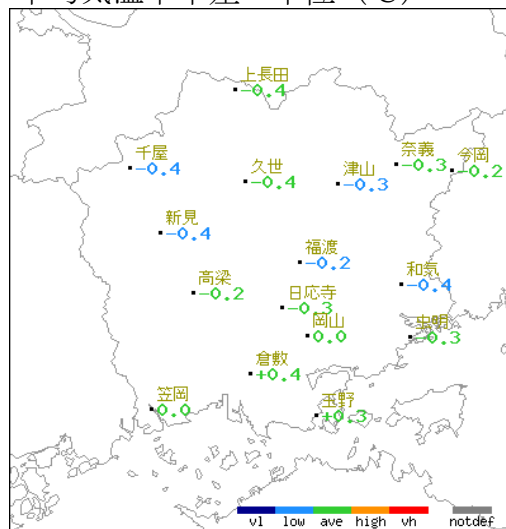 上長田
-0.4
千屋
-0.4
久世
-0.4
津山
-0.3
奈義
-0.3
今岡
-0.2
新見
-0.4
福渡
-0.2
和気
-0.4
高梁
-0.2
日応寺
-0.3
岡山
0.0
虫明
-0.3
倉敷
+0.4
笠岡
0.0
玉野
+0.3
vl low ave high vh notdef